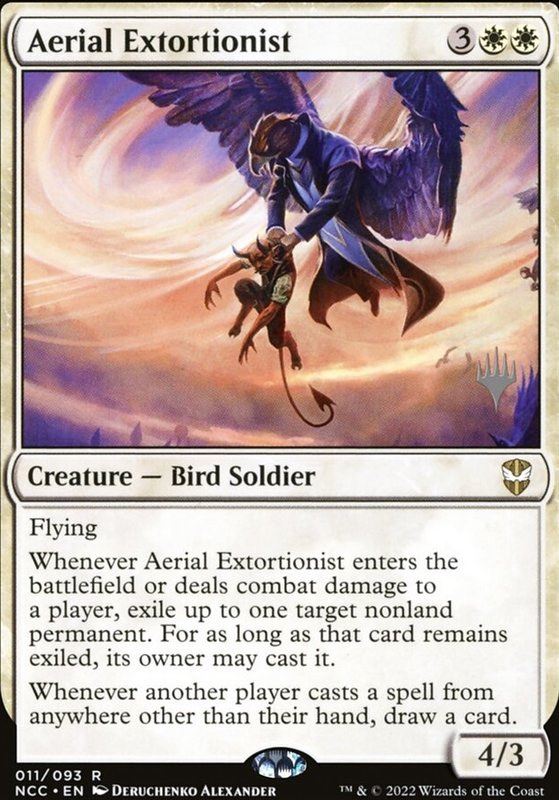 Aerial Extortionist 3
Creature — Bird Soldier
Flying
Whenever Aerial Extortionist enters the
battlefield or deals combat damage to
a player, exile up to one target nonland
permanent. For as long as that card remains
exiled, its owner may cast it.
Whenever another player casts a spell from
anywhere other than their hand, draw a card.
4/3
011/093 R
NCC • EN Deruchenko Alexander
™ & © 2022 Wizards of the Coast